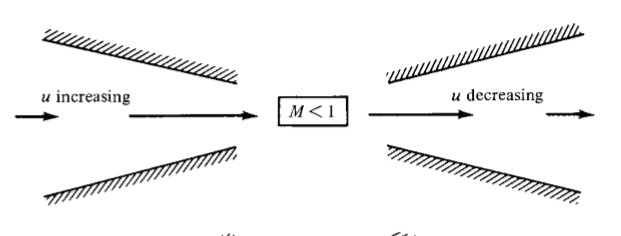 u increasing
M < 1
u decreasing